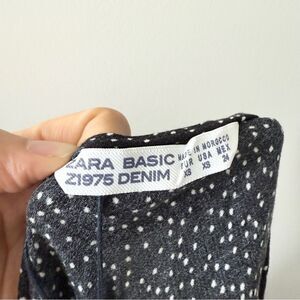 ZARA BASIC
Z1975 DENIM
MADE IN MOROCCO
EUR USA MEX
XS XS 24